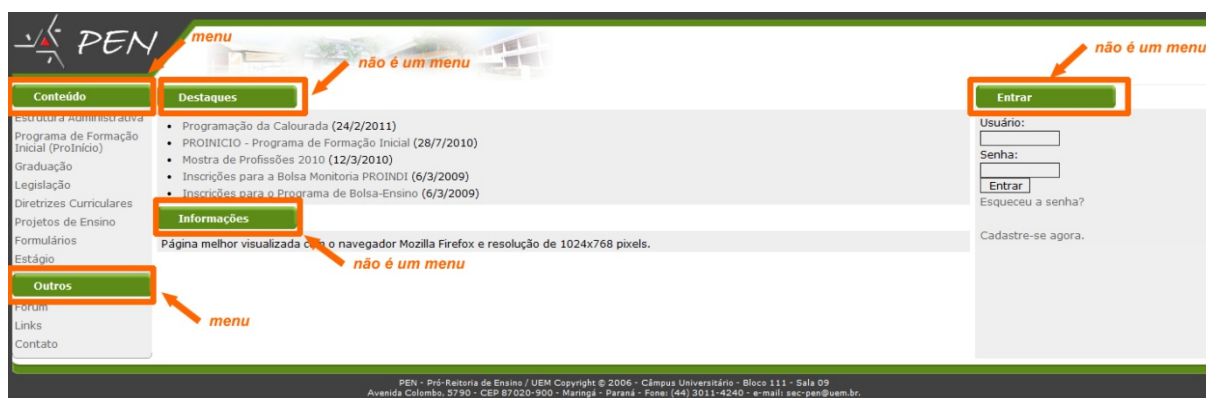 PEN
menu
não é um menu
não é um menu
Conteúdo
Estrutura Administrativa
Programa de Formação
Inicial (ProInício)
Graduação
Legislação
Diretrizes Curriculares
Projetos de Ensino
Formulários
Estágio
Outros
Fórum
Links
Contato
menu
Destaques
Programação da Calourada (24/2/2011)
PROINICIO - Programa de Formação Inicial (28/7/2010)
Mostra de Profissões 2010 (12/3/2010)
Inscrições para a Bolsa Monitoria PROINDI (6/3/2009)
Inscrições para o Programa de Bolsa-Ensino (6/3/2009)
Informações
Página melhor visualizada com o navegador Mozilla Firefox e resolução de 1024x768 pixels.
não é um menu
Entrar
Usuário:
Senha:
Entrar
Esqueceu a senha?
Cadastre-se agora.
PEN - Pró-Reitoria de Ensino / UEM Copyright © 2006 - Câmpus Universitário - Bloco 111 - Sala 09
Avenida Colombo, 5790 - CEP 87020-900 - Maringá - Paraná - Fone: (44) 3011-4240 - e-mail: sec-pen@uem.br.